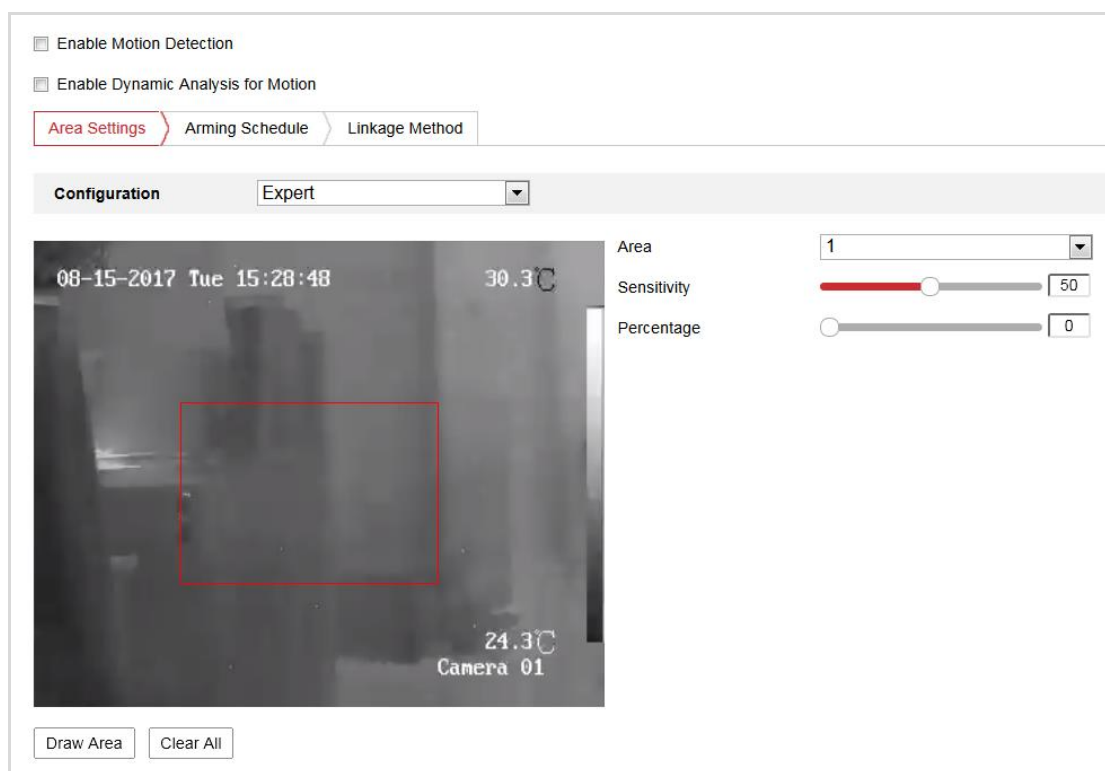 Enable Motion Detection
Enable Dynamic Analysis for Motion
Area Settings Arming Schedule Linkage Method
Configuration Expert
08-15-2017 Tue 15:28:48 30.3℃
Area 1
Sensitivity 50
Percentage 0
24.3℃
Camera 01
Draw Area Clear All